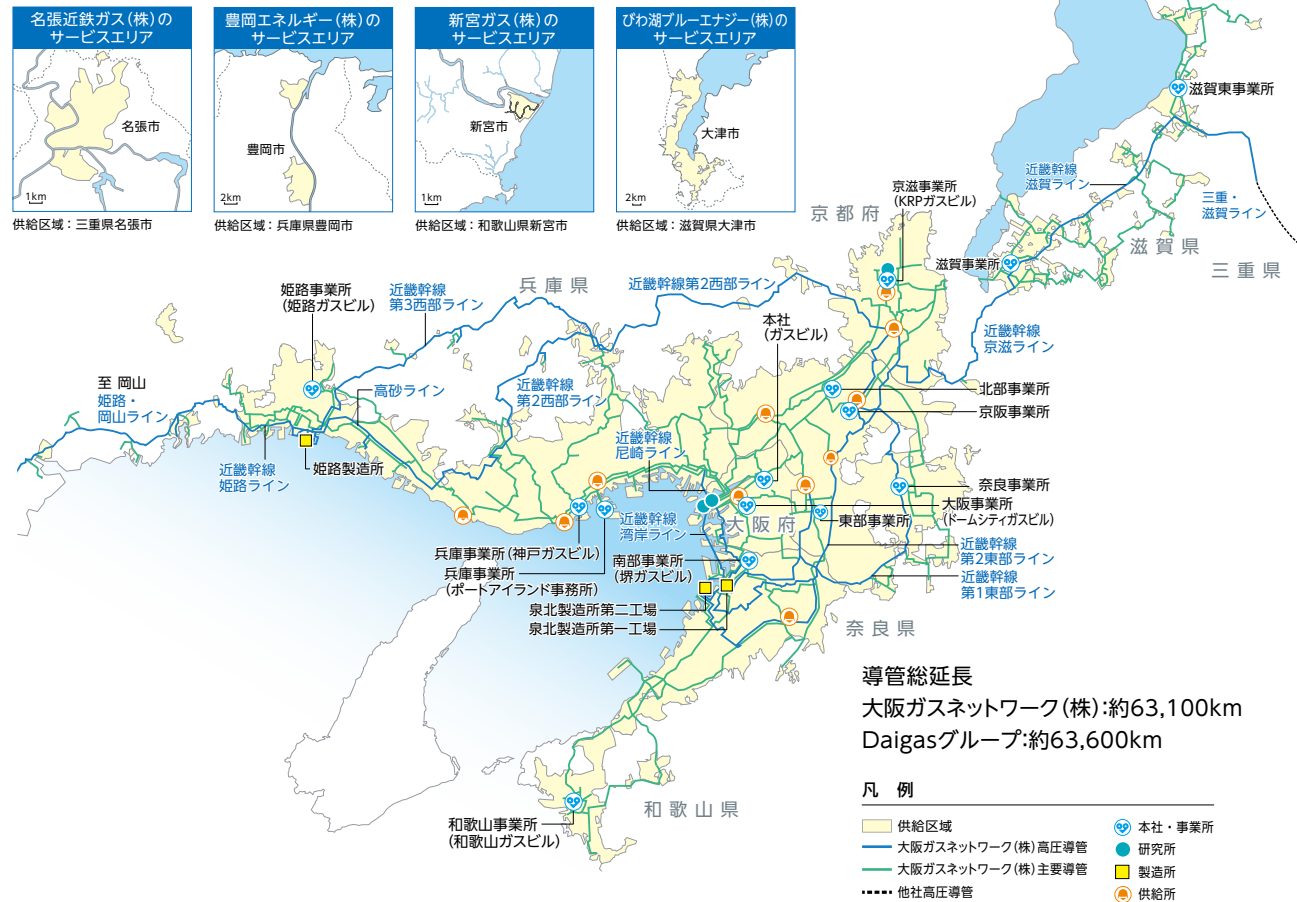 名張近鉄ガス(株)の
サービスエリア
名張市
1km
供給区域：三重県名張市
豊岡エネルギー(株)の
サービスエリア
豊岡市
2km
供給区域：兵庫県豊岡市
新宮ガス(株)の
サービスエリア
新宮市
1km
供給区域：和歌山県新宮市
びわ湖ブルーエナジー(株)の
サービスエリア
大津市
2km
供給区域：滋賀県大津市
滋賀東事業所
近畿幹線
滋賀ライン
三重・
滋賀ライン
京滋事業所
(KRPガスビル)
京都府
滋賀県
三重県
滋賀事業所
兵庫県
近畿幹線第2西部ライン
姫路事業所
(姫路ガスビル)
近畿幹線
第3西部ライン
本社
(ガスビル)
近畿幹線
京滋ライン
至 岡山
姫路・
岡山ライン
高砂ライン
近畿幹線
第2西部ライン
北部事業所
京阪事業所
近畿幹線
尼崎ライン
近畿幹線
姫路ライン
姫路製造所
奈良事業所
大阪事業所
(ドームシティガスビル)
大阪府
東部事業所
近畿幹線
湾岸ライン
近畿幹線
第2東部ライン
近畿幹線
第1東部ライン
兵庫事業所(神戸ガスビル)
兵庫事業所
(ポートアイランド事務所)
南部事業所
(堺ガスビル)
泉北製造所第二工場
泉北製造所第一工場
奈良県
和歌山県
和歌山事業所
(和歌山ガスビル)
導管総延長
大阪ガスネットワーク(株):約63,100km
Daigasグループ:約63,600km
凡 例
供給区域
大阪ガスネットワーク(株)高圧導管
大阪ガスネットワーク(株)主要導管
他社高圧導管
本社・事業所
研究所
製造所
供給所